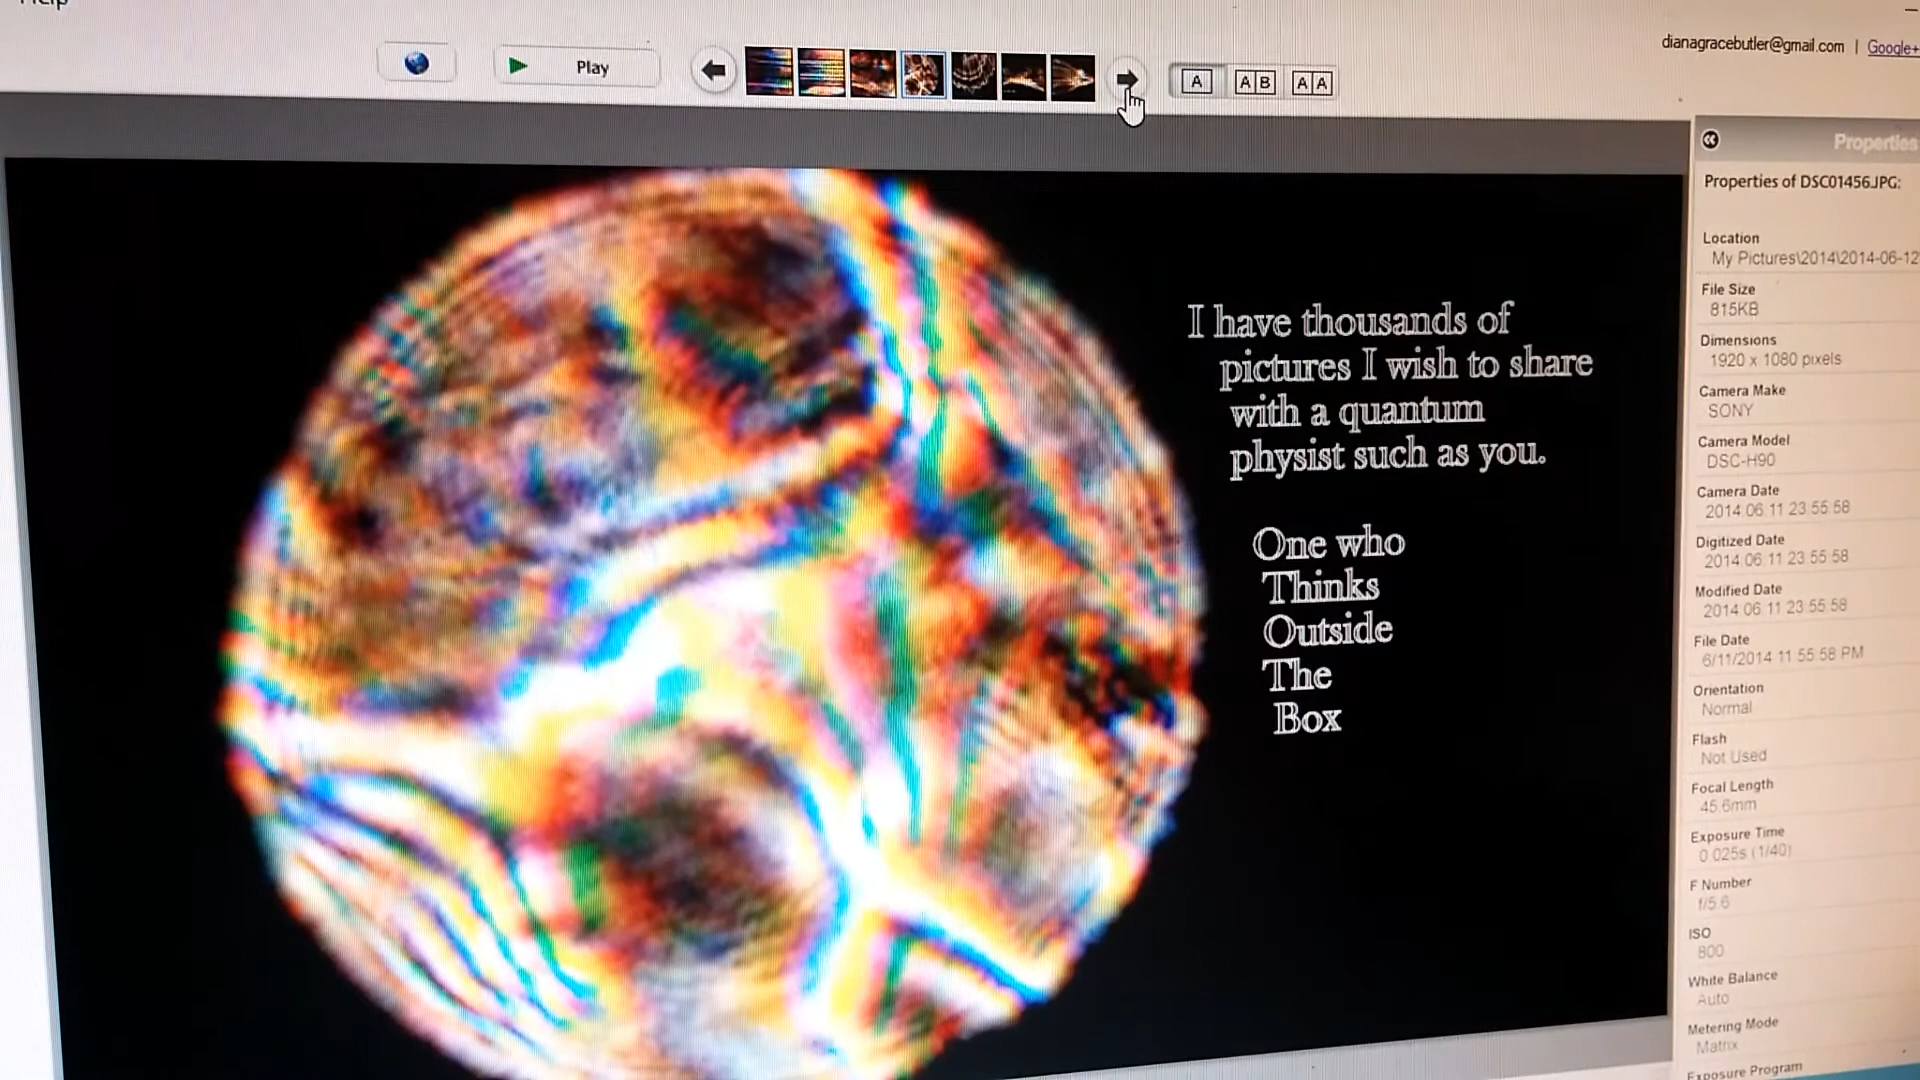 Help
Play
A
A B
A A
dianagracebutler@gmail.com | Google+
Properties
Properties of DSC01456.JPG:
Location
My Pictures\2014\2014-06-12
File Size
815KB
Dimensions
1920 x 1080 pixels
Camera Make
SONY
Camera Model
DSC-H90
Camera Date
2014:06:11 23:55:58
Digitized Date
2014:06:11 23:55:58
Modified Date
2014:06:11 23:55:58
File Date
6/11/2014 11:55:58 PM
Orientation
Normal
Flash
Not Used
Focal Length
45.6mm
Exposure Time
0.025s (1/40)
F Number
f/5.6
ISO
800
White Balance
Auto
Metering Mode
Matrix
Exposure Program
I have thousands of
pictures I wish to share
with a quantum
physist such as you.
One who
Thinks
Outside
The
Box